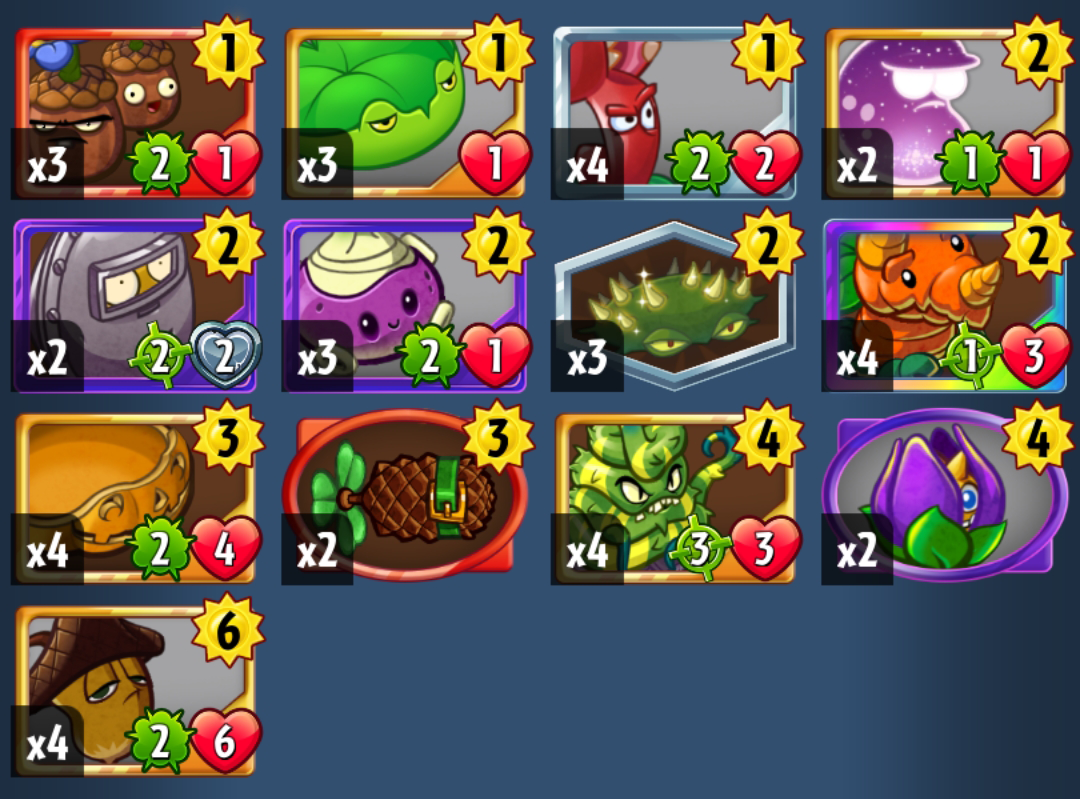 1 1 1 2
x3 2 1 x3 1 x4 2 2 x2 1 1
2 2 2 2
x2 2 2 x3 2 1 x3 x4 1 3
3 3 4 4
x4 2 4 x2 x4 3 3 x2
6
x4 2 6